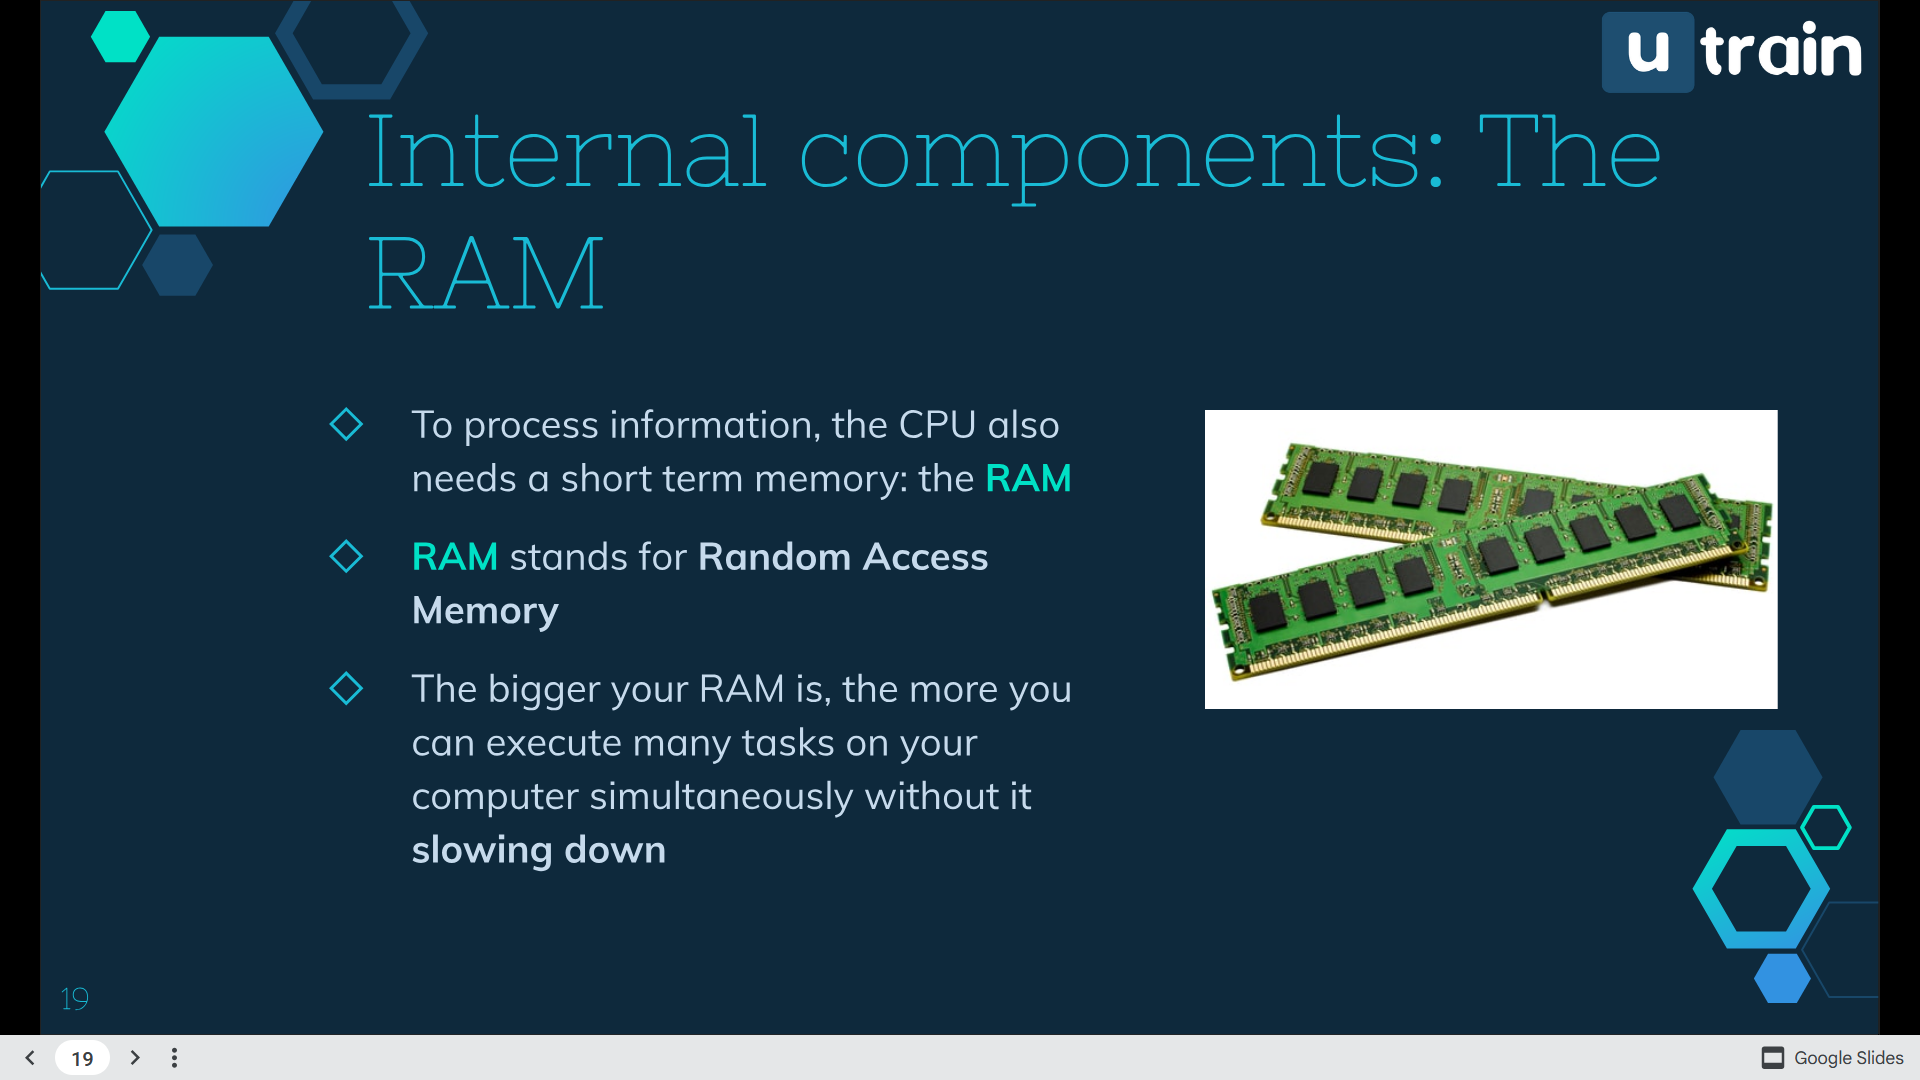 u train
Internal components: The
RAM
To process information, the CPU also
needs a short term memory: the RAM
RAM stands for Random Access
Memory
The bigger your RAM is, the more you
can execute many tasks on your
computer simultaneously without it
slowing down
19
19
Google Slides